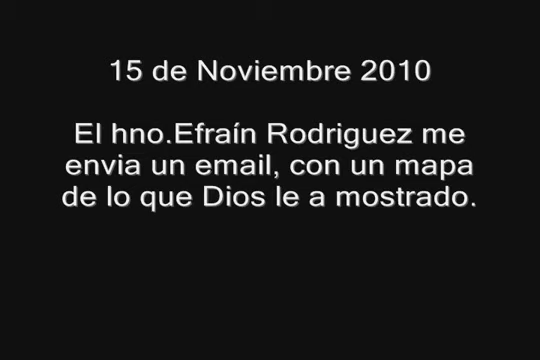 15 de Noviembre 2010
El hno.Efraín Rodriguez me
envia un email, con un mapa
de lo que Dios le a mostrado.